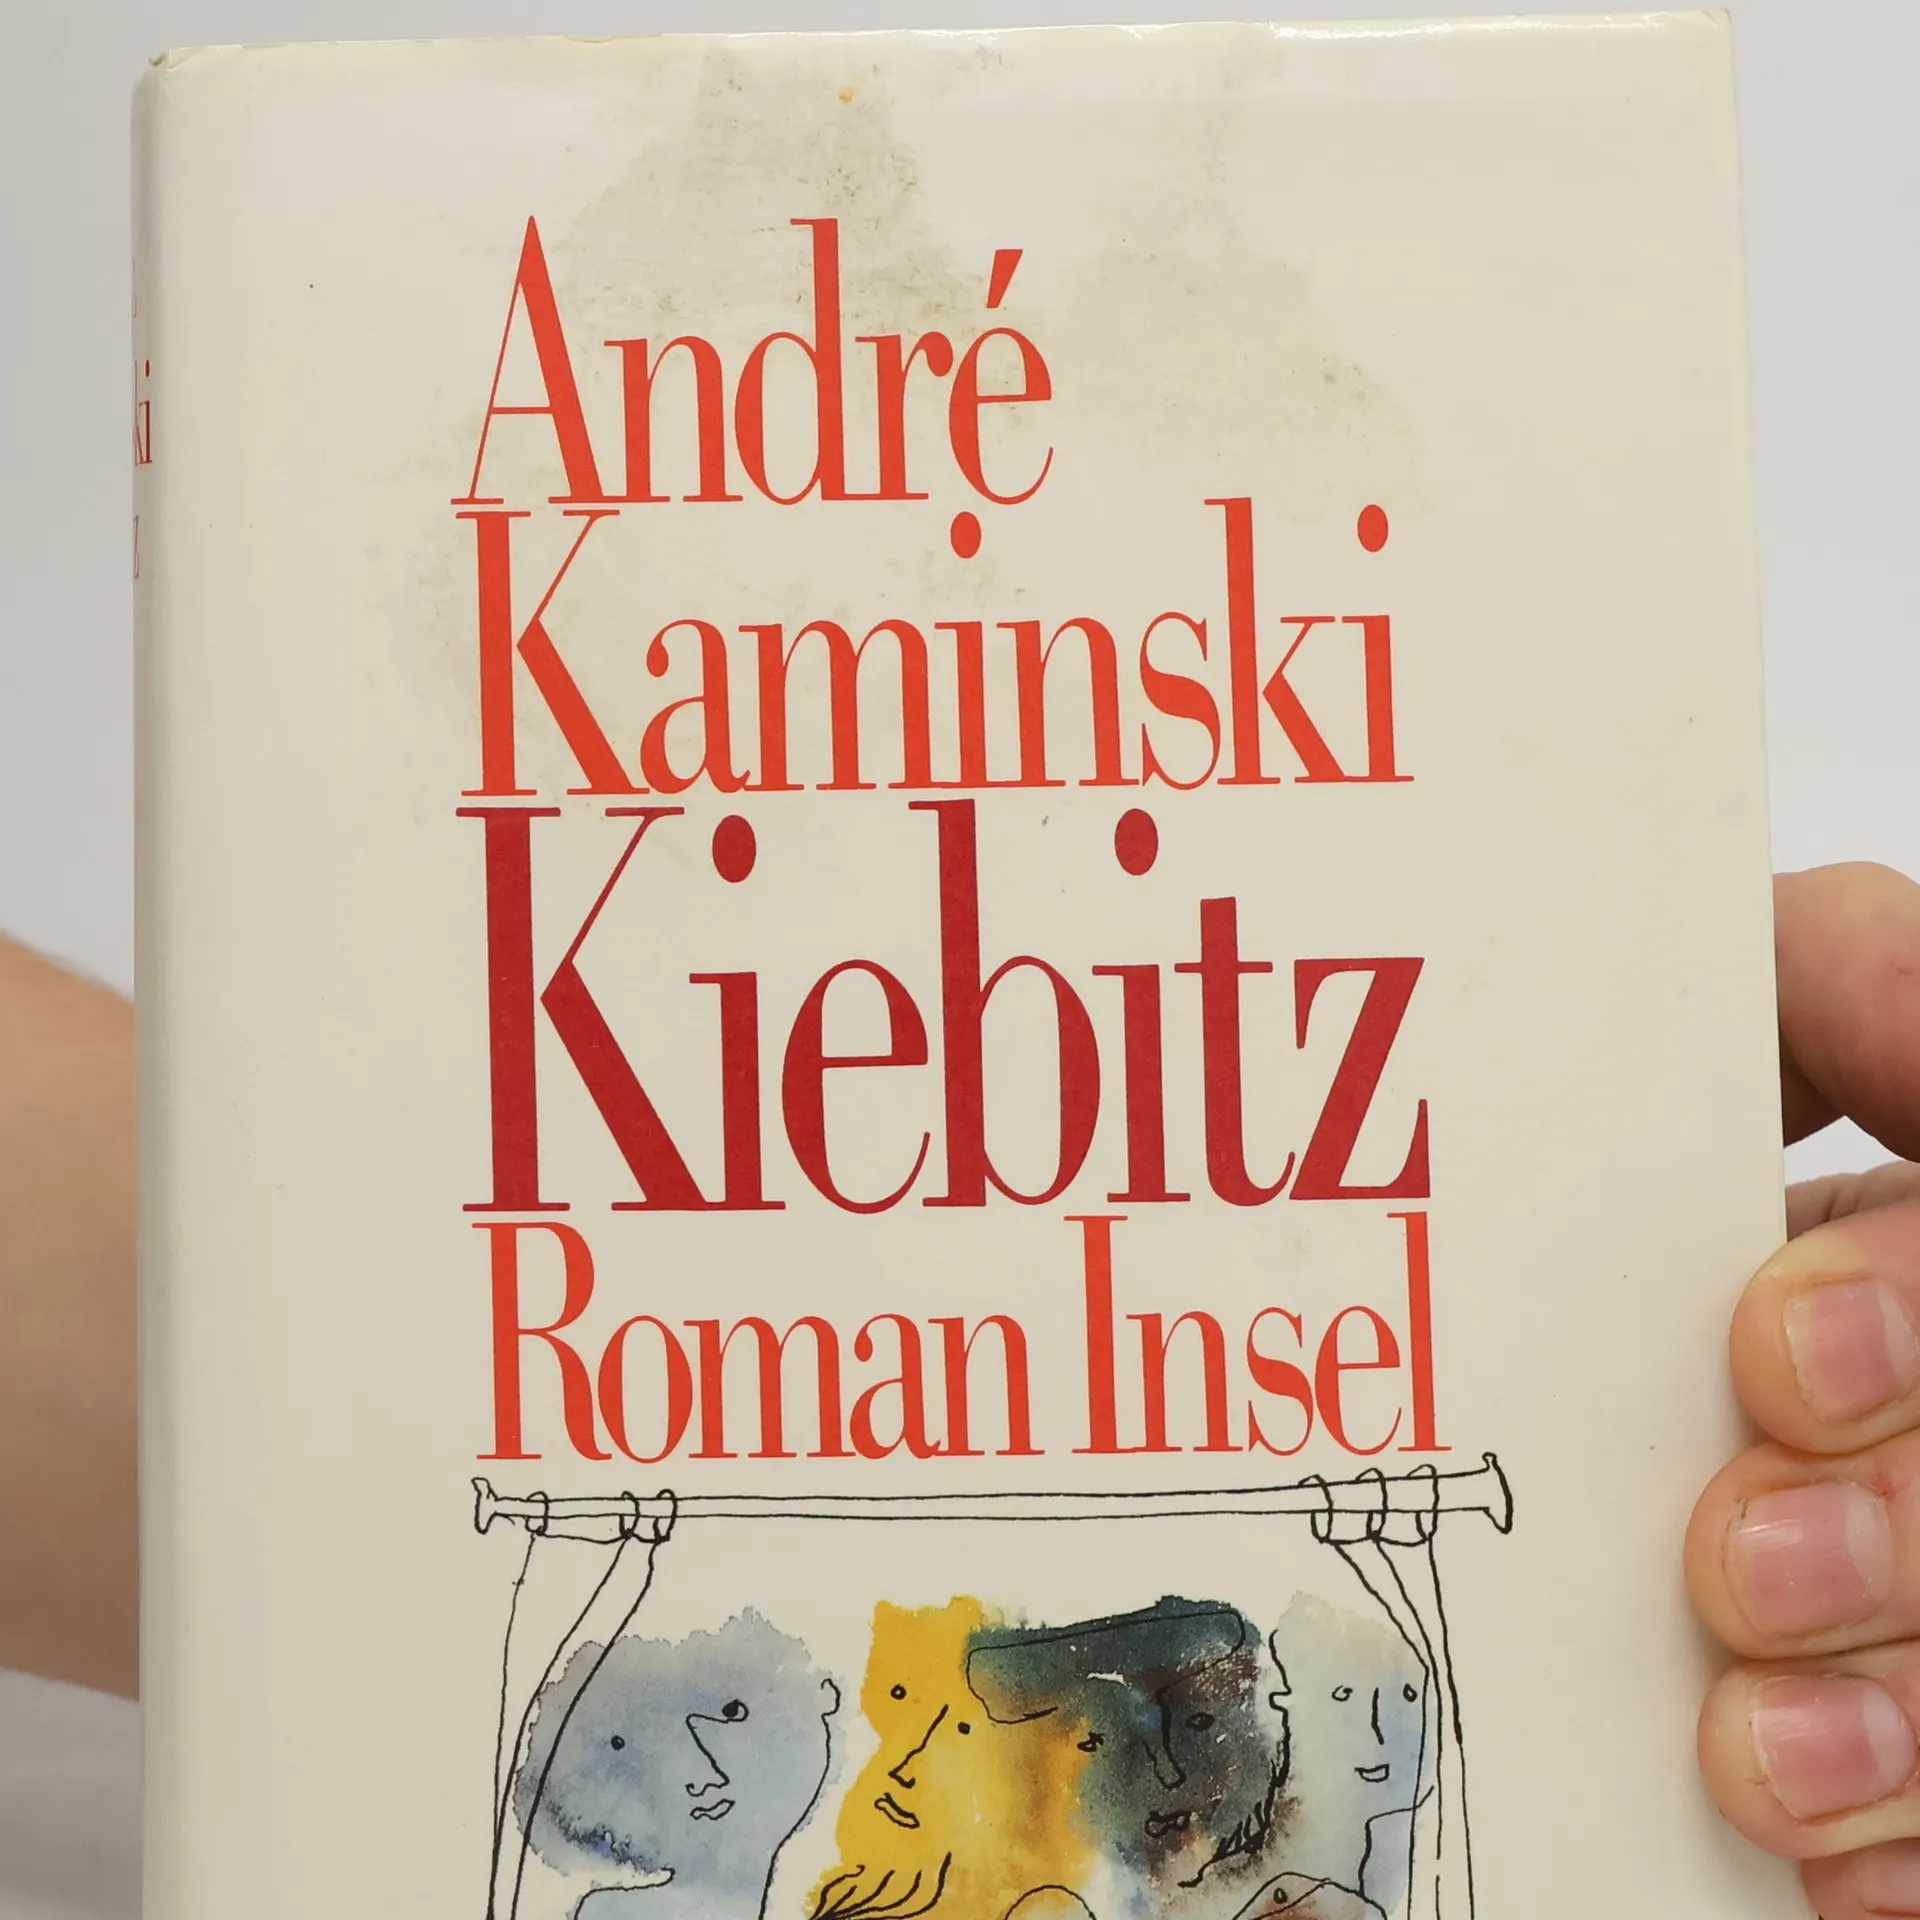 André
Kaminski
Kiebitz
Roman Insel